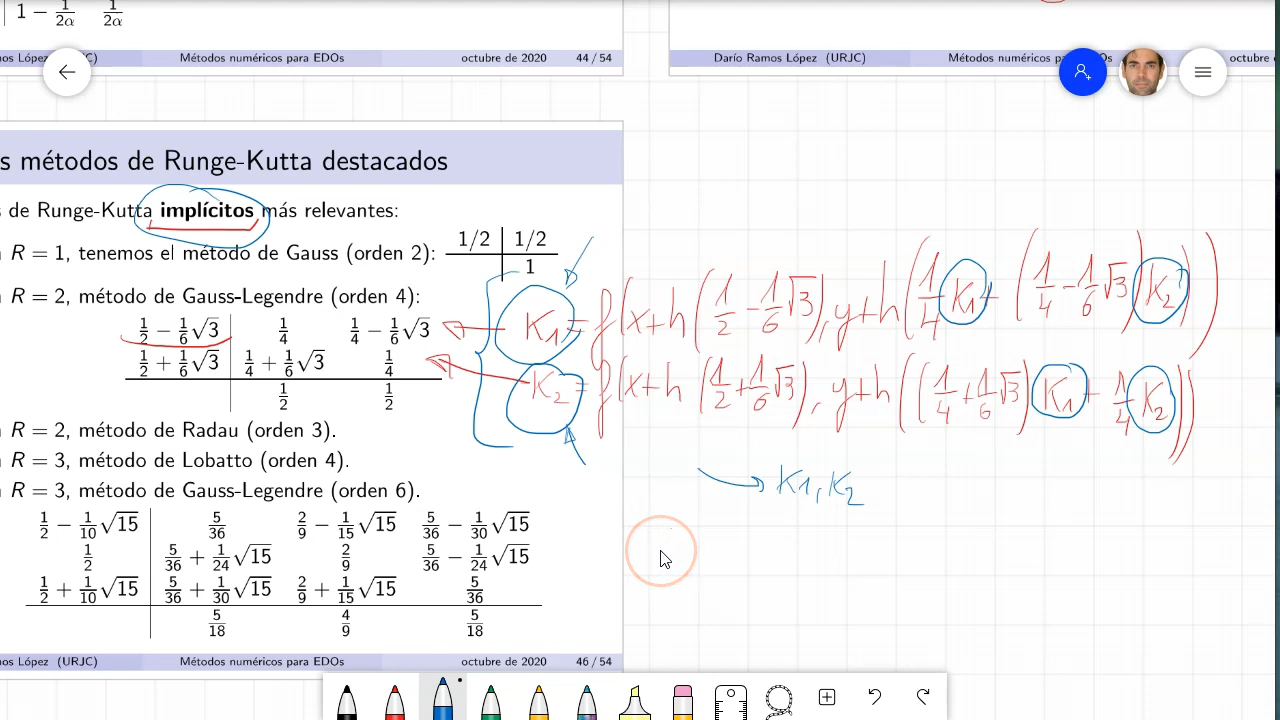 1 − 1/2α 1/2α
os López (URJC) Métodos numéricos para EDOs octubre de 2020 44 / 54
Darío Ramos López (URJC) Métodos numéricos para EDOs octubre
s métodos de Runge-Kutta destacados
s de Runge-Kutta implícitos más relevantes:
R = 1, tenemos el método de Gauss (orden 2): 1/2 | 1/2
1
R = 2, método de Gauss-Legendre (orden 4):
1/2 − 1/6 √3 | 1/4 1/4 − 1/6 √3
1/2 + 1/6 √3 | 1/4 + 1/6 √3 1/4
1/2 1/2
R = 2, método de Radau (orden 3).
R = 3, método de Lobatto (orden 4).
R = 3, método de Gauss-Legendre (orden 6).
1/2 − 1/10 √15 | 5/36 2/9 − 1/15 √15 5/36 − 1/30 √15
1/2 | 5/36 + 1/24 √15 2/9 5/36 − 1/24 √15
1/2 + 1/10 √15 | 5/36 + 1/30 √15 2/9 + 1/15 √15 5/36
5/18 4/9 5/18
os López (URJC) Métodos numéricos para EDOs octubre de 2020 46 / 54
K1 = f(x+h(1/2 − 1/6 √3), y+h(1/4 K1 + (1/4 − 1/6 √3) K2))
K2 = f(x+h(1/2 + 1/6 √3), y+h((1/4 + 1/6 √3) K1 + 1/4 K2))
→ K1, K2